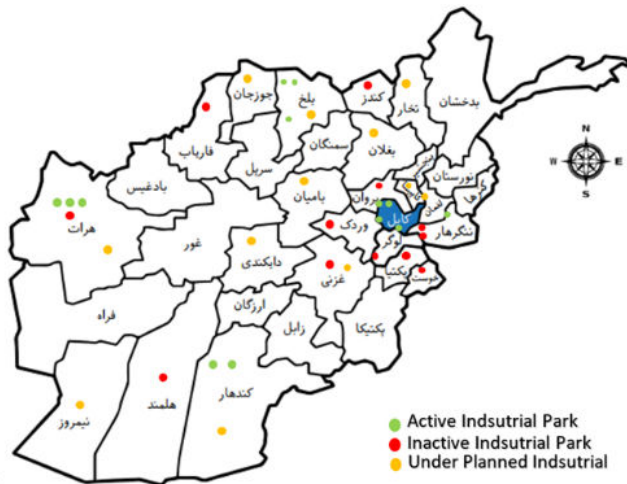 N
W E
S
بدخشان
تخار
کندز
بلخ
جوزجان
فاریاب
سرپل
سمنگان
بغلان
نورستان
کنرها
بادغیس
بامیان
پروان
کابل
وردک
لوگر
ننگرهار
هرات
غور
دایکندی
غزنی
پکتیا
خوست
فراه
ارزگان
زابل
پکتیکا
نیمروز
هلمند
کندهار
Active Indsutrial Park
Inactive Indsutrial Park
Under Planned Indsutrial